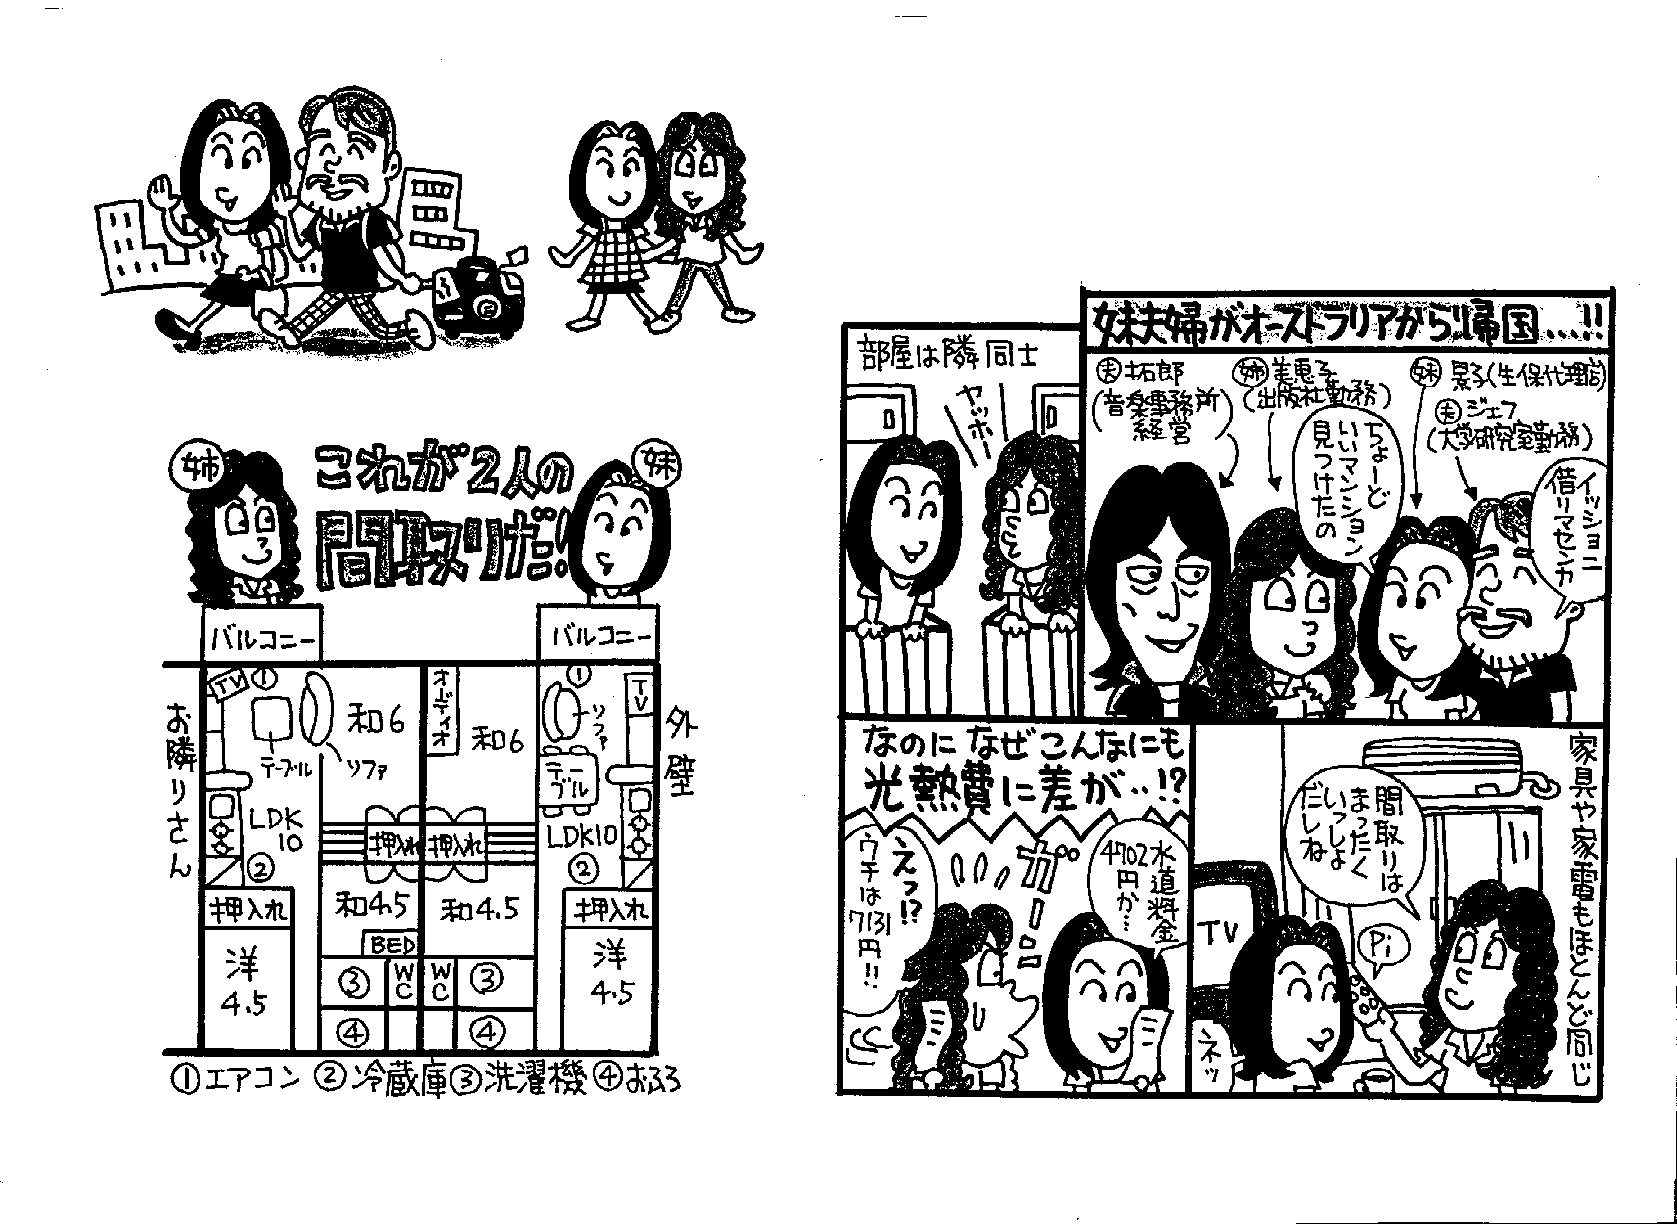 妹夫婦がオーストラリアから帰国…!!
夫拓郎
(音楽事務所
経営)
姉美恵子
(出版社勤務)
妹景子(生保代理店)
夫ジェフ
(大学研究室勤務)
ちょーど
いいマンション
見つけたの
イッショニ
借リマセンカ
部屋は隣同士
ヤッホー
家具や家電もほとんど同じ
間取りは
まったく
いっしょ
だしね
Pi
TV
ネッ
なのになぜこんなにも
光熱費に差が…!?
水道料金
4702
円か…
ガーン
えっ!?
ウチは
7131
円!!
姉
これが2人の
間取りだ!
妹
バルコニー
バルコニー
お隣りさん
TV
①
テーブル
ソファ
和6
オーディオ
和6
①
ソファ
TV
テー
ブル
外壁
LDK
10
②
押入れ
押入れ
LDK10
②
押入れ
和4.5
和4.5
押入れ
BED
洋
4.5
③
WC
WC
③
洋
4.5
④
④
①エアコン ②冷蔵庫③洗濯機④おふろ